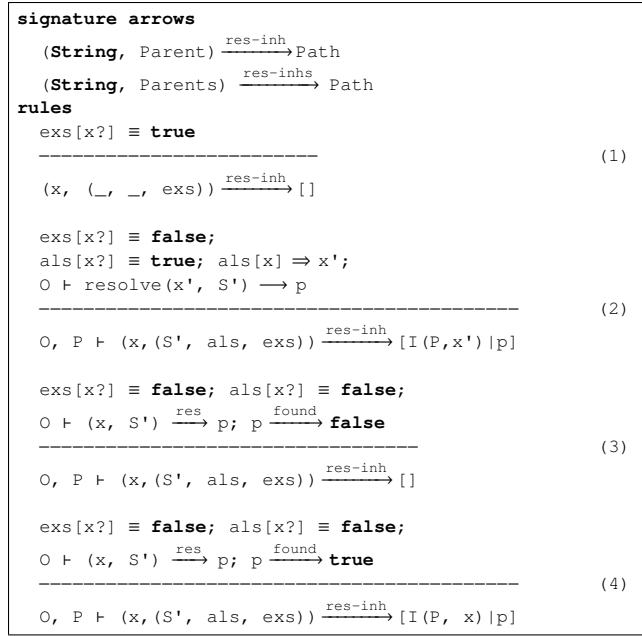 signature arrows
(String, Parent) res-inh⟶ Path
(String, Parents) res-inhs⟶ Path
rules
exs[x?] ≡ true
(1)
(x, (_, _, exs)) res-inh⟶ []
exs[x?] ≡ false;
als[x?] ≡ true; als[x] ⇒ x';
O ⊢ resolve(x', S') ⟶ p
(2)
O, P ⊢ (x,(S', als, exs)) res-inh⟶ [I(P,x')|p]
exs[x?] ≡ false; als[x?] ≡ false;
O ⊢ (x, S') res⟶ p; p found⟶ false
(3)
O, P ⊢ (x,(S', als, exs)) res-inh⟶ []
exs[x?] ≡ false; als[x?] ≡ false;
O ⊢ (x, S') res⟶ p; p found⟶ true
(4)
O, P ⊢ (x,(S', als, exs)) res-inh⟶ [I(P, x)|p]